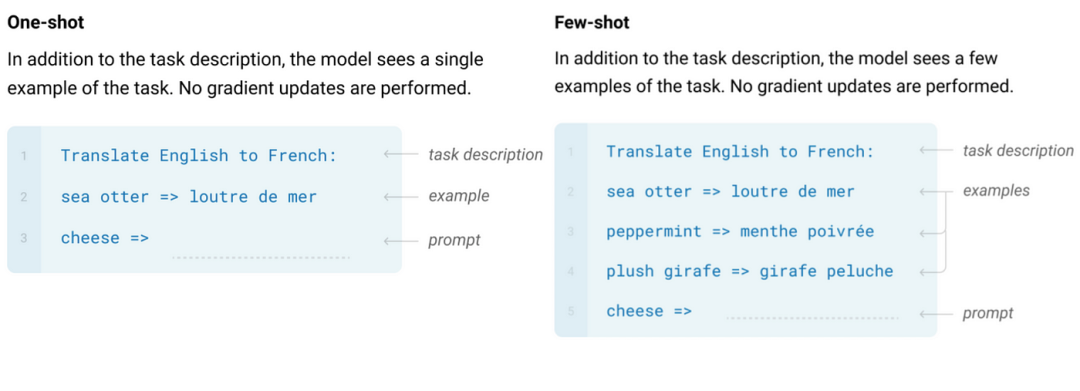 One-shot
In addition to the task description, the model sees a single
example of the task. No gradient updates are performed.
1 Translate English to French: task description
2 sea otter => loutre de mer example
3 cheese => prompt
Few-shot
In addition to the task description, the model sees a few
examples of the task. No gradient updates are performed.
1 Translate English to French: task description
2 sea otter => loutre de mer examples
3 peppermint => menthe poivrée
4 plush girafe => girafe peluche
5 cheese => prompt